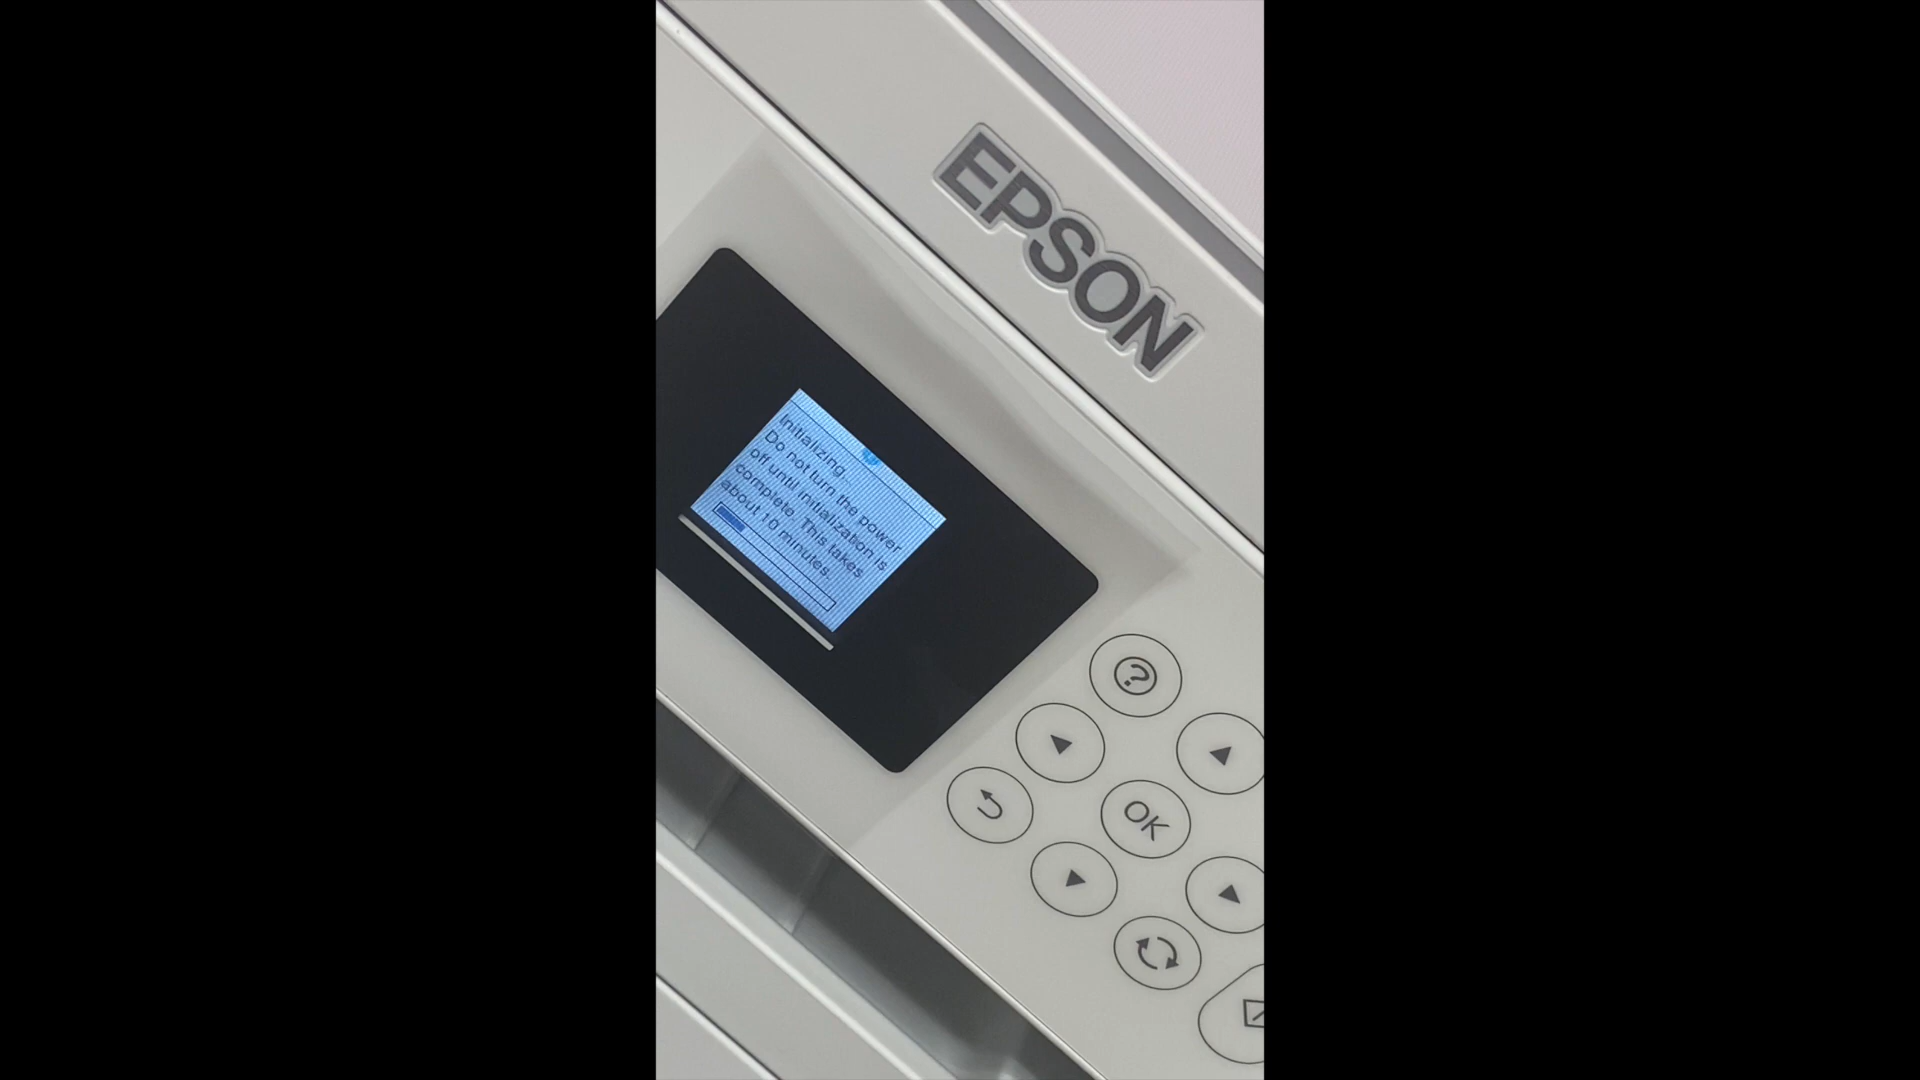 EPSON
Initializing...
Do not turn the power
off until initialization is
complete. This takes
about 10 minutes.
?
OK